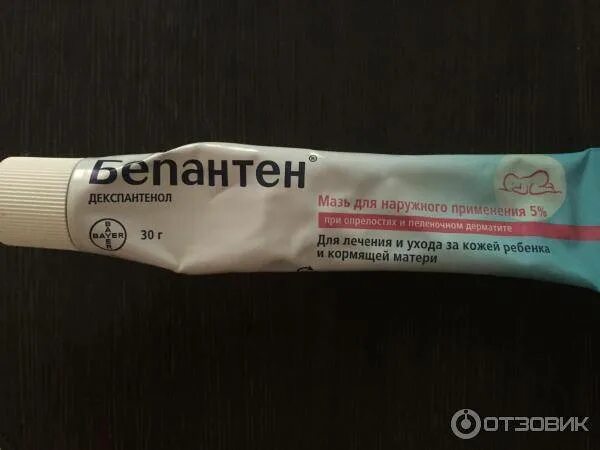 Бепантен®
ДЕКСПАНТЕНОЛ
BAYER
BAYER
30 г
Мазь для наружного применения 5%
при опрелостях и пеленочном дерматите
Для лечения и ухода за кожей ребенка
и кормящей матери
ОТЗОВИК